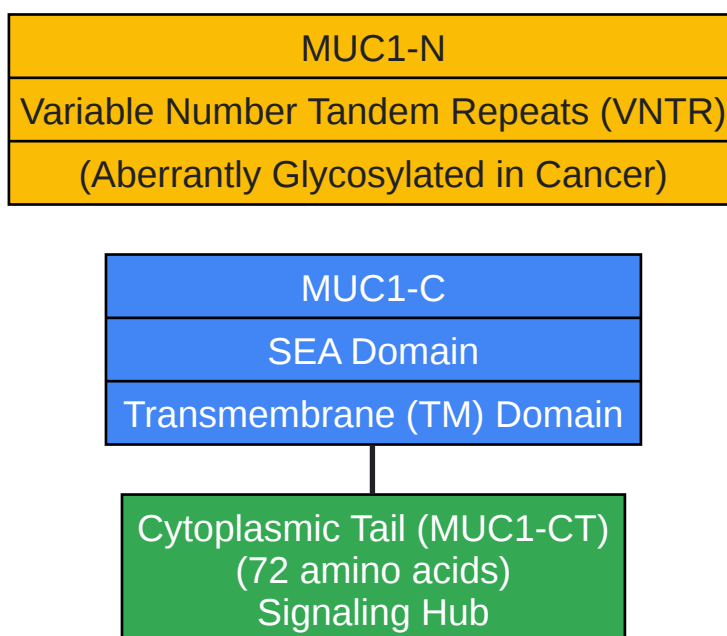 MUC1-N
Variable Number Tandem Repeats (VNTR)
(Aberrantly Glycosylated in Cancer)
MUC1-C
SEA Domain
Transmembrane (TM) Domain
Cytoplasmic Tail (MUC1-CT)
(72 amino acids)
Signaling Hub